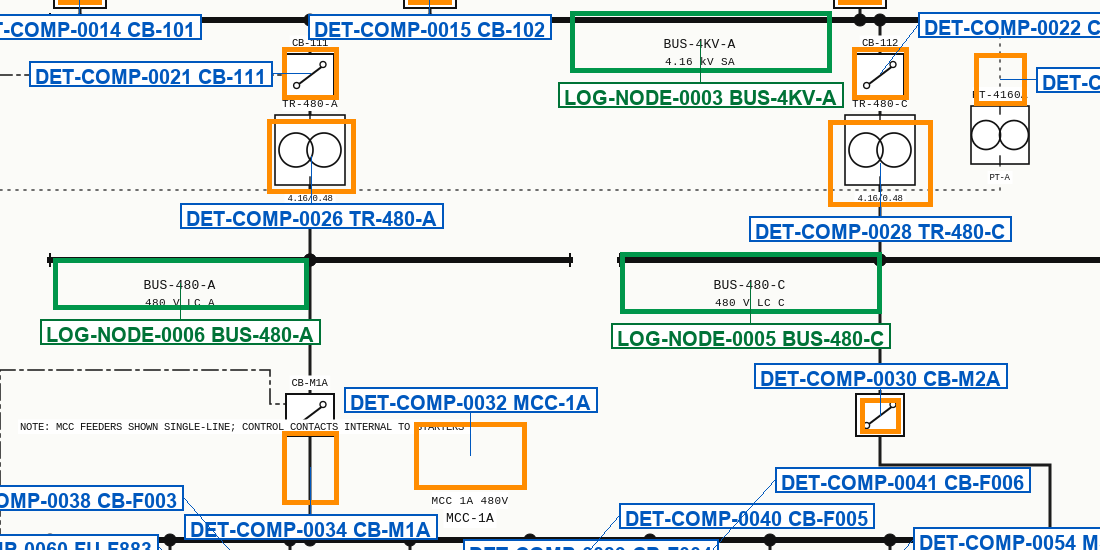 T-COMP-0014 CB-101
DET-COMP-0015 CB-102
DET-COMP-0022 C
CB-111
BUS-4KV-A
CB-112
4.16 kV SA
DET-COMP-0021 CB-111
DET-C
LOG-NODE-0003 BUS-4KV-A
PT-4160A
TR-480-A
TR-480-C
PT-A
4.16/0.48
4.16/0.48
DET-COMP-0026 TR-480-A
DET-COMP-0028 TR-480-C
BUS-480-A
BUS-480-C
480 V LC A
480 V LC C
LOG-NODE-0006 BUS-480-A
LOG-NODE-0005 BUS-480-C
CB-M1A
DET-COMP-0030 CB-M2A
DET-COMP-0032 MCC-1A
NOTE: MCC FEEDERS SHOWN SINGLE-LINE; CONTROL CONTACTS INTERNAL TO STARTERS
DET-COMP-0041 CB-F006
OMP-0038 CB-F003
MCC 1A 480V
MCC-1A
DET-COMP-0040 CB-F005
DET-COMP-0034 CB-M1A
DET-COMP-0054 M